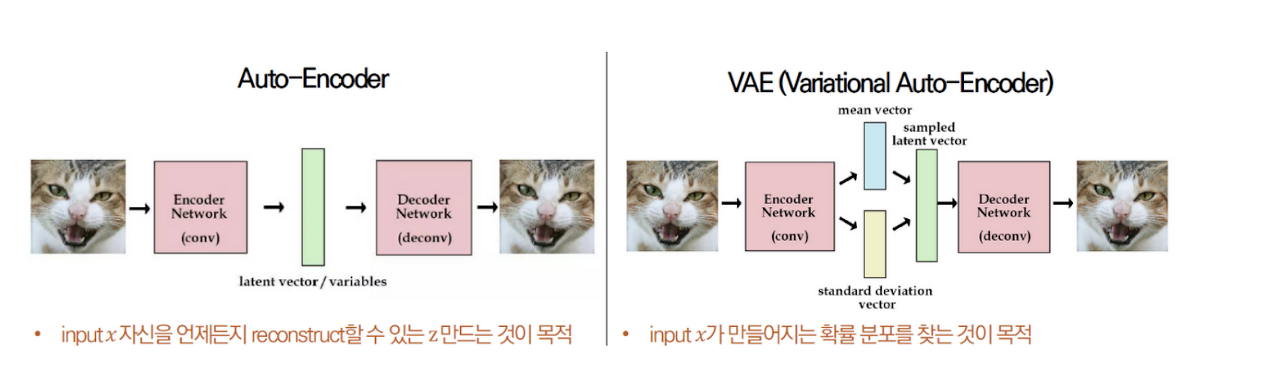 Auto-Encoder
Encoder
Network
(conv)
Decoder
Network
(deconv)
latent vector / variables
• input x 자신을 언제든지 reconstruct할 수 있는 z 만드는 것이 목적
VAE (Variational Auto-Encoder)
mean vector
sampled
latent vector
Encoder
Network
(conv)
Decoder
Network
(deconv)
standard deviation
vector
• input x가 만들어지는 확률 분포를 찾는 것이 목적